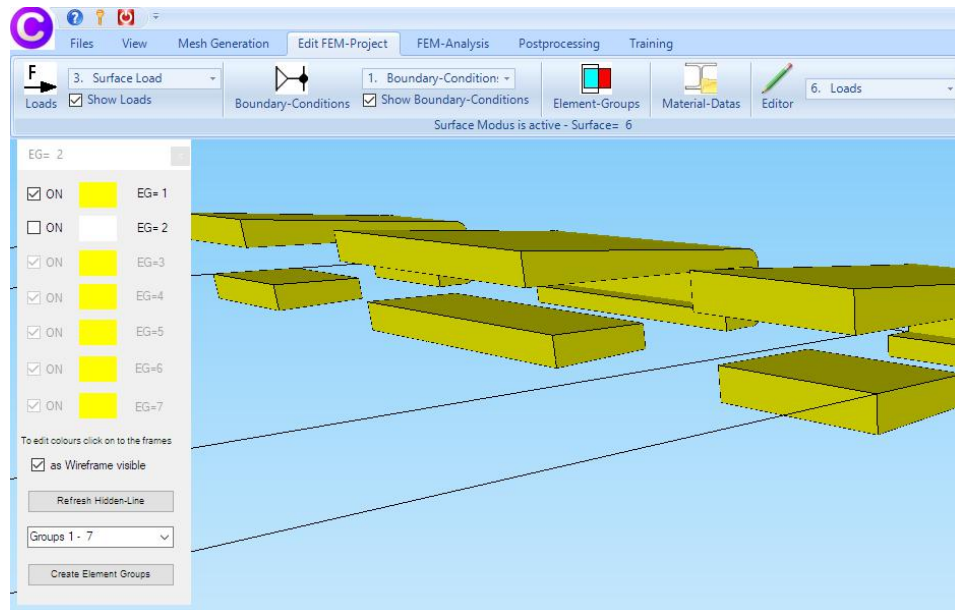 C
Files View Mesh Generation Edit FEM-Project FEM-Analysis Postprocessing Training
F 3. Surface Load 1. Boundary-Condition: 6. Loads
Loads Show Loads Boundary-Conditions Show Boundary-Conditions Element-Groups Material-Datas Editor
Surface Modus is active - Surface= 6
EG= 2
ON EG= 1
ON EG= 2
ON EG=3
ON EG=4
ON EG=5
ON EG=6
ON EG=7
To edit colours click on to the frames
as Wireframe visible
Refresh Hidden-Line
Groups 1 - 7
Create Element Groups